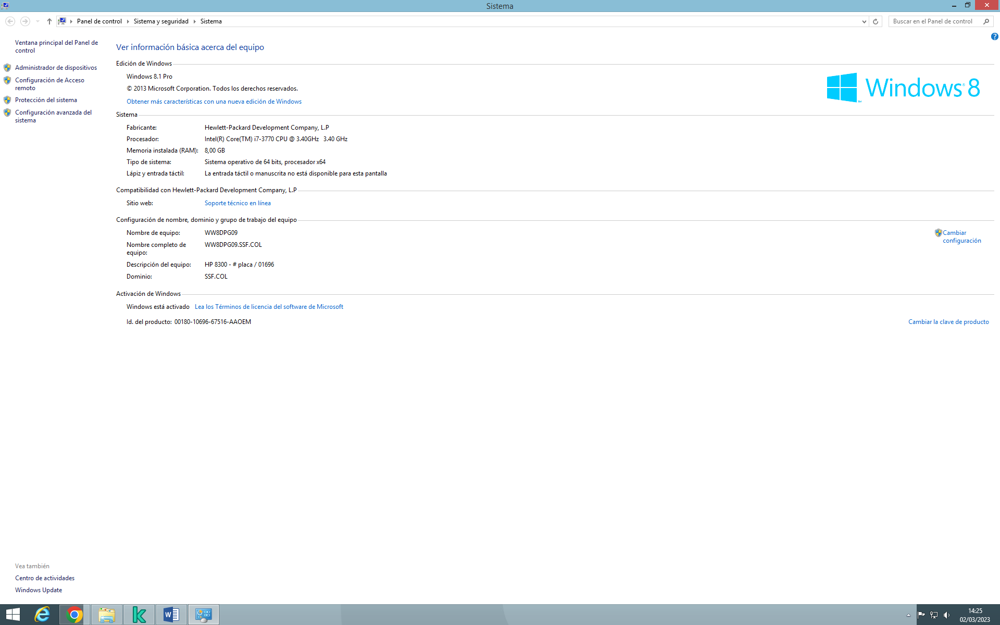 Sistema
Panel de control
Sistema y seguridad
Sistema
Buscar en el Panel de control
Ventana principal del Panel de
control
Administrador de dispositivos
Configuración de Acceso
remoto
Protección del sistema
Configuración avanzada del
sistema
Ver información básica acerca del equipo
Edición de Windows
Windows 8.1 Pro
© 2013 Microsoft Corporation. Todos los derechos reservados.
Obtener más características con una nueva edición de Windows
Windows® 8
Sistema
Fabricante: Hewlett-Packard Development Company, L.P
Procesador: Intel(R) Core(TM) i7-3770 CPU @ 3.40GHz 3.40 GHz
Memoria instalada (RAM): 8,00 GB
Tipo de sistema: Sistema operativo de 64 bits, procesador x64
Lápiz y entrada táctil: La entrada táctil o manuscrita no está disponible para esta pantalla
Compatibilidad con Hewlett-Packard Development Company, L.P
Sitio web: Soporte técnico en línea
Configuración de nombre, dominio y grupo de trabajo del equipo
Nombre de equipo: WW8DPG09
Cambiar
configuración
Nombre completo de
equipo: WW8DPG09.SSF.COL
Descripción del equipo: HP 8300 - # placa / 01696
Dominio: SSF.COL
Activación de Windows
Windows está activado Lea los Términos de licencia del software de Microsoft
Id. del producto: 00180-10696-67516-AAOEM
Cambiar la clave de producto
Vea también
Centro de actividades
Windows Update
14:25
02/03/2023